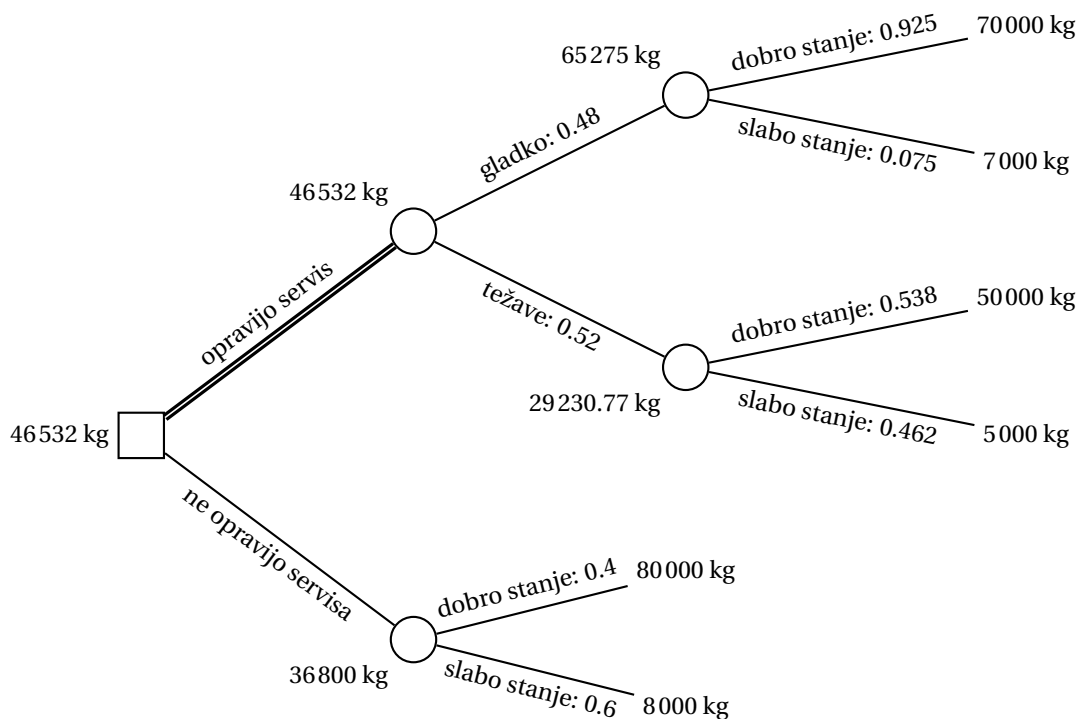 70 000 kg
dobro stanje: 0.925
65 275 kg
slabo stanje: 0.075
7 000 kg
gladko: 0.48
46 532 kg
težave: 0.52
50 000 kg
dobro stanje: 0.538
29 230.77 kg
slabo stanje: 0.462
5 000 kg
opravijo servis
46 532 kg
ne opravijo servisa
80 000 kg
dobro stanje: 0.4
36 800 kg
slabo stanje: 0.6
8 000 kg